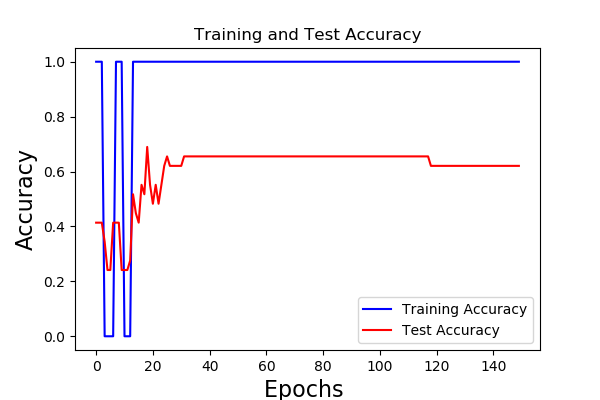 Training and Test Accuracy
1.0
0.8
0.6
0.4
0.2
0.0
Accuracy
0 20 40 60 80 100 120 140
Epochs
Training Accuracy
Test Accuracy